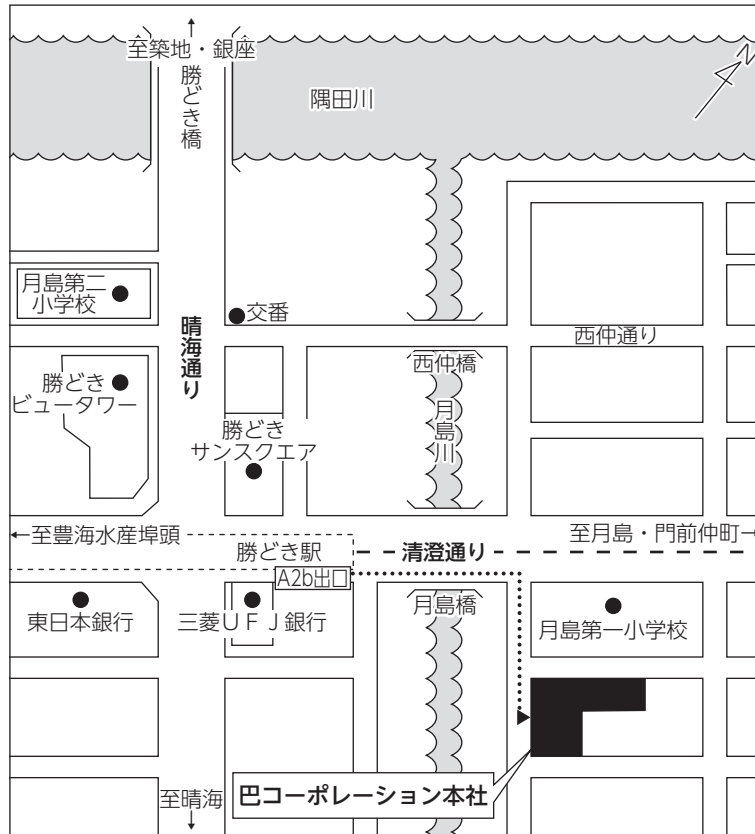 至築地・銀座
勝どき橋
隅田川
N
月島第二
小学校
交番
晴海通り
西仲通り
勝どき
ビュータワー
西仲橋
月島川
勝どき
サンスクエア
←至豊海水産埠頭
至月島・門前仲町→
勝どき駅
清澄通り
A2b出口
東日本銀行
三菱UFJ銀行
月島橋
月島第一小学校
至晴海
巴コーポレーション本社